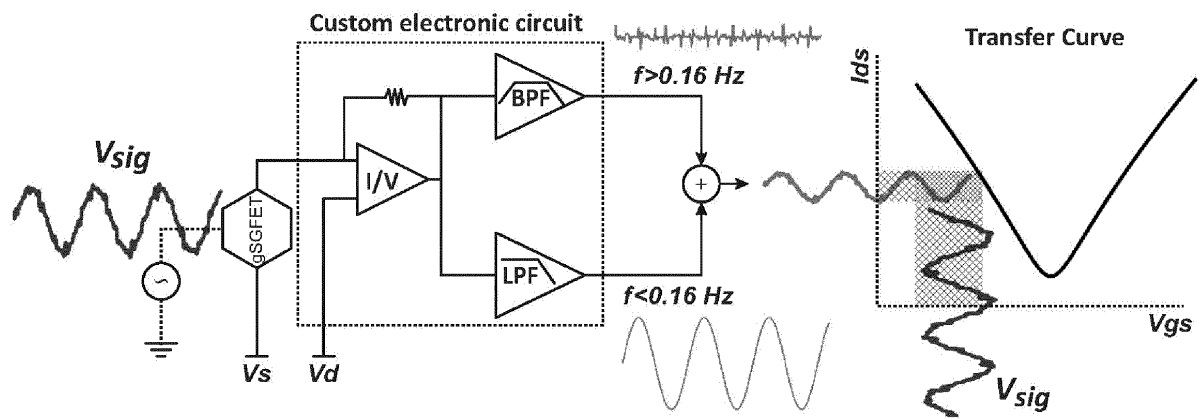 Custom electronic circuit
Transfer Curve
f>0.16 Hz
Ids
BPF
Vsig
I/V
gSGFET
+
LPF
f<0.16 Hz
Vgs
Vs
Vd
Vsig